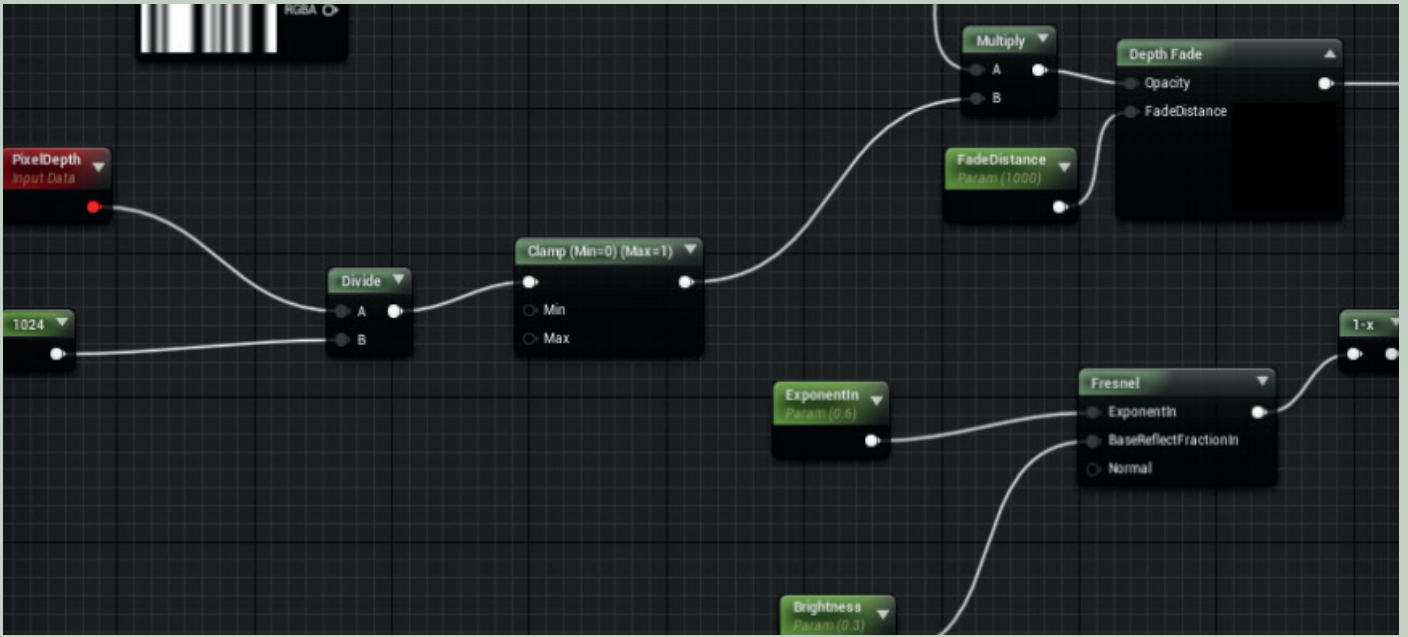 RGBA
Multiply
A
B
Depth Fade
Opacity
FadeDistance
PixelDepth
Input Data
FadeDistance
Param (1000)
Clamp (Min=0) (Max=1)
Min
Max
Divide
A
B
1024
1-x
ExponentIn
Param (0.6)
Fresnel
ExponentIn
BaseReflectFractionIn
Normal
Brightness
Param (0.3)